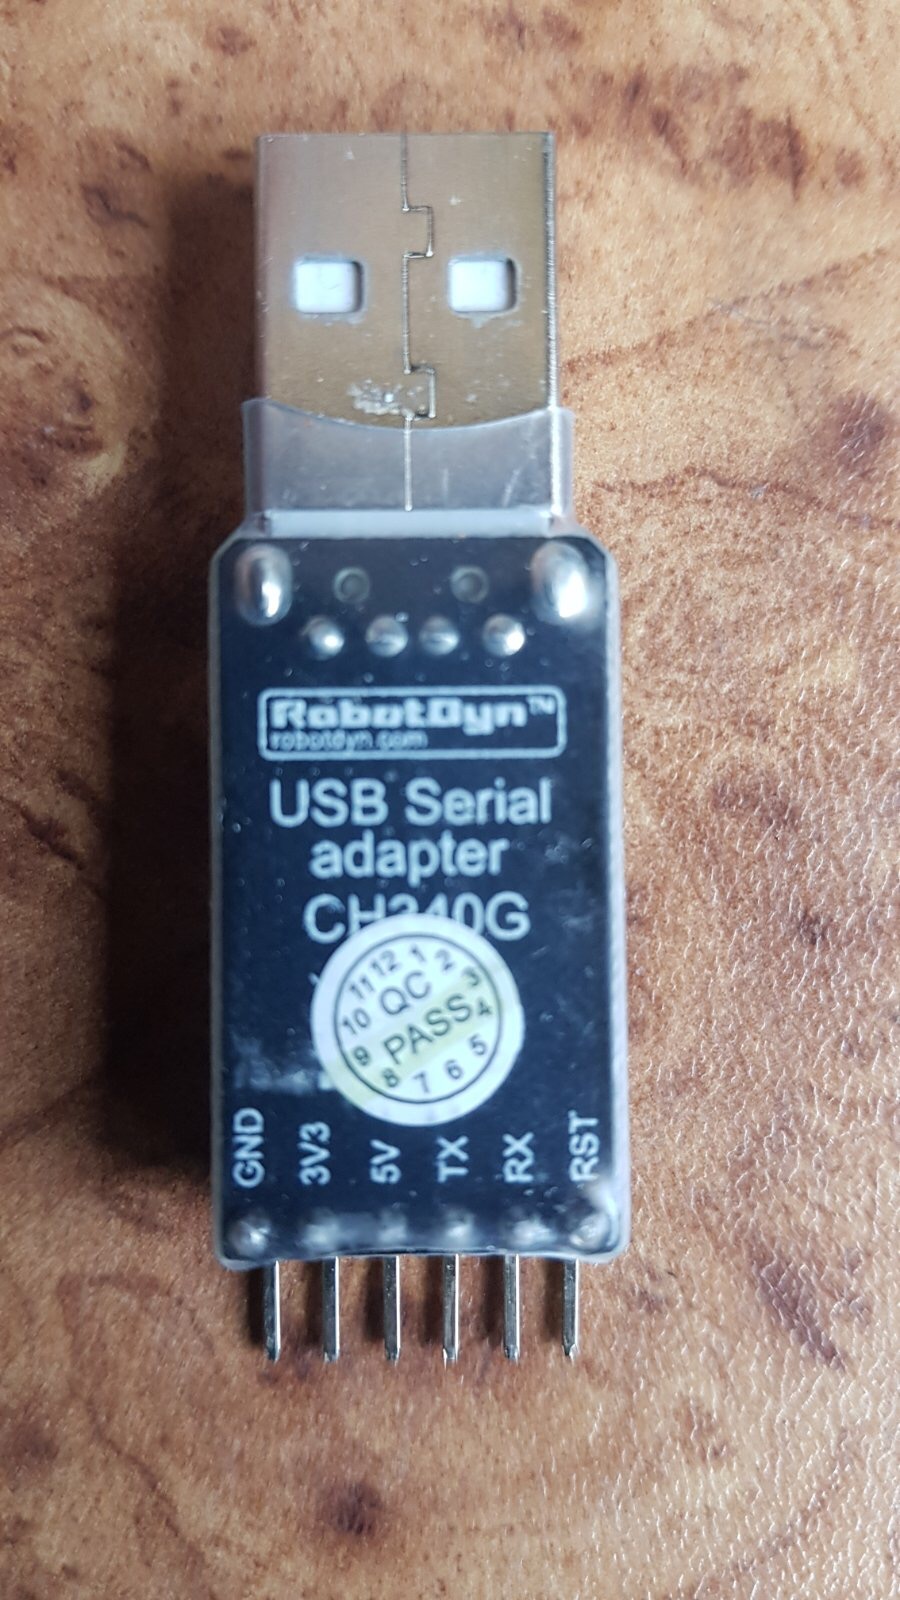 RobotDyn™
robotdyn.com
USB Serial
adapter
CH340G
12 1 2 3 4 5 6 7 8 9 10 11
QC
PASS
GND 3V3 5V TX RX RST